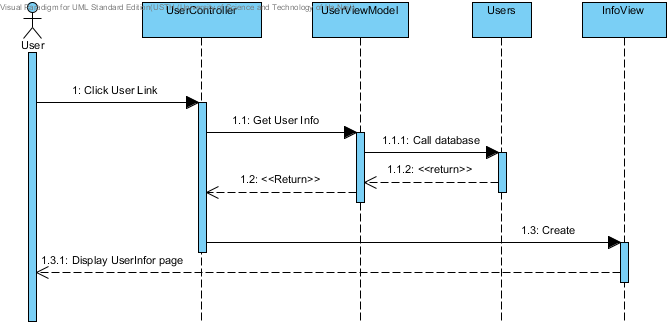 Visual Paradigm for UML Standard Edition(
UserController
UserViewModel
Users
InfoView
User
1: Click User Link
1.1: Get User Info
1.1.1: Call database
1.1.2: <<return>>
1.2: <<Return>>
1.3: Create
1.3.1: Display UserInfor page